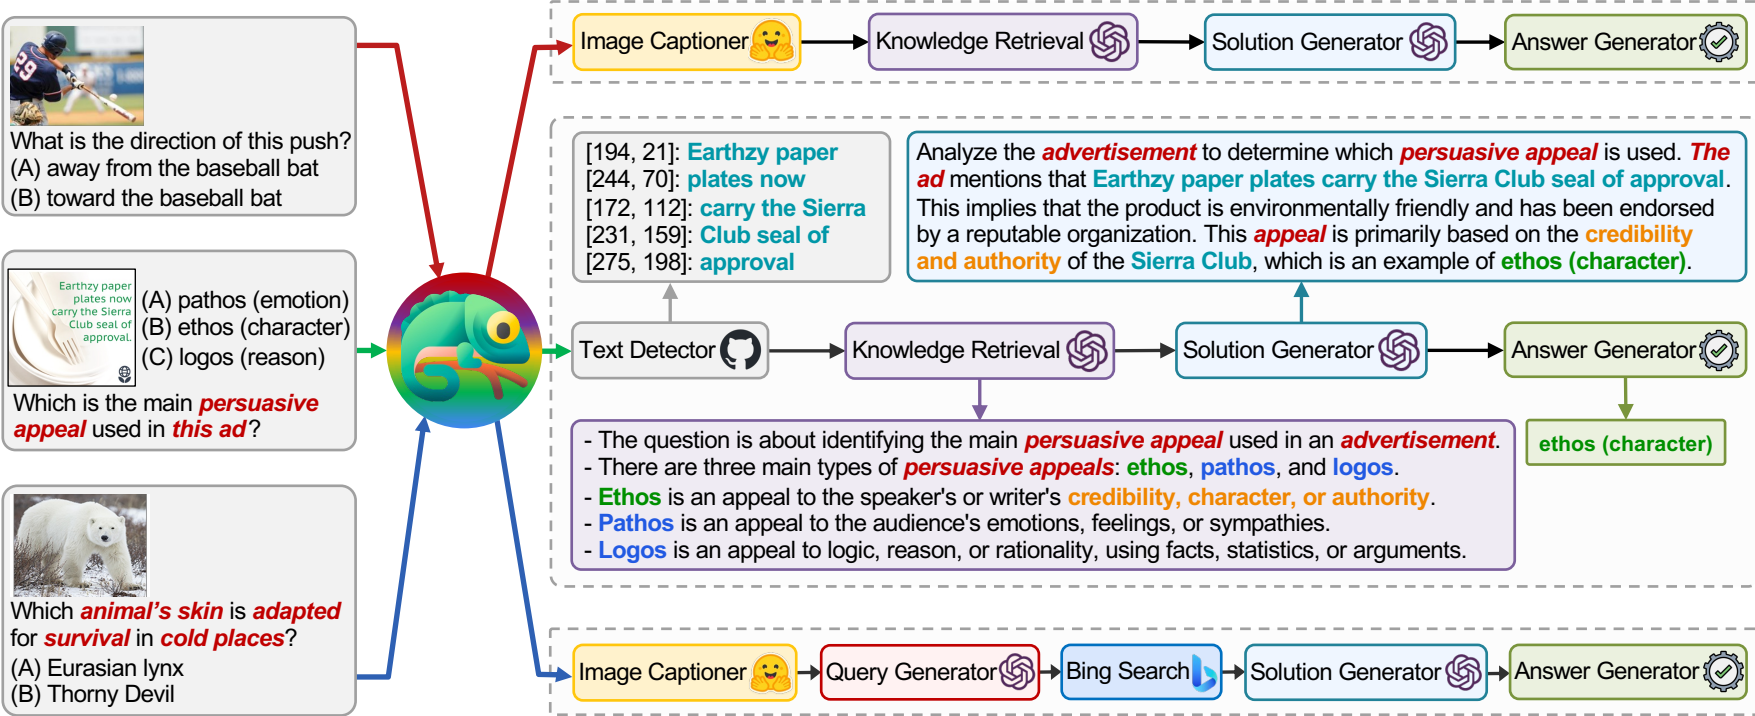 29
What is the direction of this push?
(A) away from the baseball bat
(B) toward the baseball bat
Earthzy paper
plates now
carry the Sierra
Club seal of
approval.
(A) pathos (emotion)
(B) ethos (character)
(C) logos (reason)
Which is the main persuasive
appeal used in this ad?
Which animal's skin is adapted
for survival in cold places?
(A) Eurasian lynx
(B) Thorny Devil
Image Captioner
Knowledge Retrieval
Solution Generator
Answer Generator
[194, 21]: Earthzy paper
[244, 70]: plates now
[172, 112]: carry the Sierra
[231, 159]: Club seal of
[275, 198]: approval
Analyze the advertisement to determine which persuasive appeal is used. The
ad mentions that Earthzy paper plates carry the Sierra Club seal of approval.
This implies that the product is environmentally friendly and has been endorsed
by a reputable organization. This appeal is primarily based on the credibility
and authority of the Sierra Club, which is an example of ethos (character).
Text Detector
Knowledge Retrieval
Solution Generator
Answer Generator
- The question is about identifying the main persuasive appeal used in an advertisement.
- There are three main types of persuasive appeals: ethos, pathos, and logos.
- Ethos is an appeal to the speaker's or writer's credibility, character, or authority.
- Pathos is an appeal to the audience's emotions, feelings, or sympathies.
- Logos is an appeal to logic, reason, or rationality, using facts, statistics, or arguments.
ethos (character)
Image Captioner
Query Generator
Bing Search
Solution Generator
Answer Generator